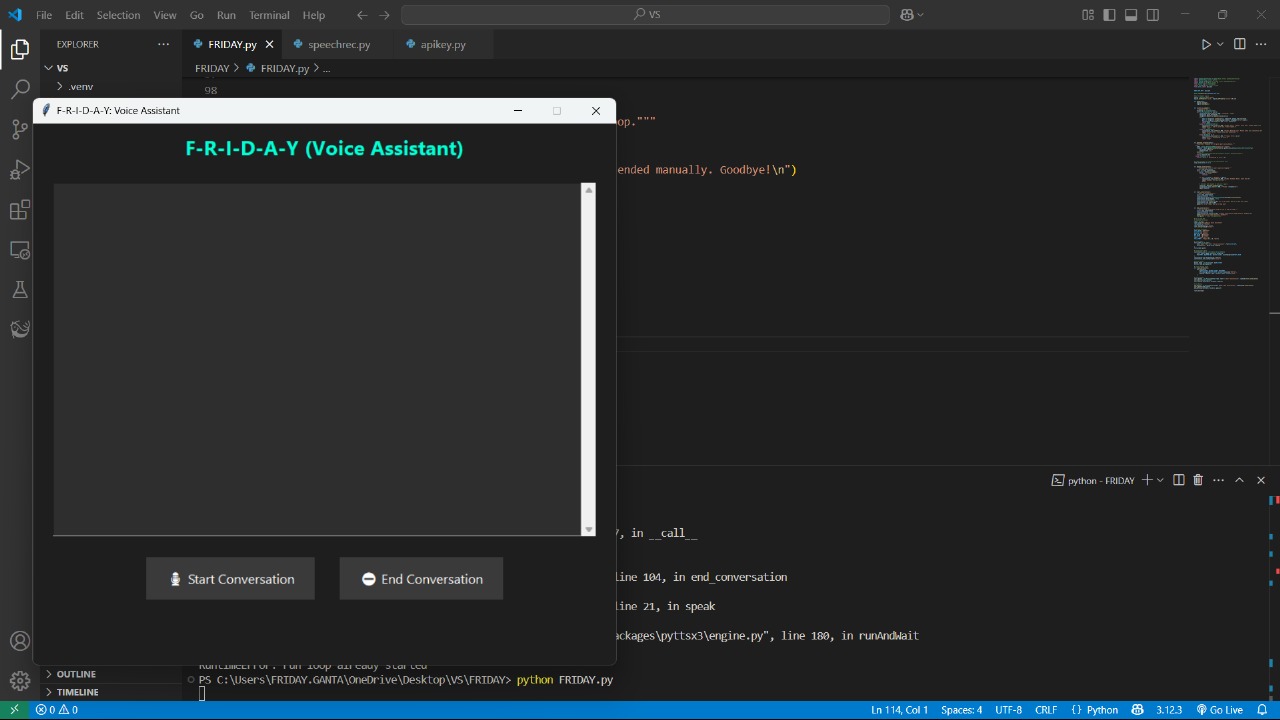 File Edit Selection View Go Run Terminal Help
VS
EXPLORER
FRIDAY.py
speechrec.py
apikey.py
VS
FRIDAY > FRIDAY.py > ...
.venv
98
F-R-I-D-A-Y: Voice Assistant
F-R-I-D-A-Y (Voice Assistant)
op."""
ended manually. Goodbye!\n")
python - FRIDAY
, in __call__
Start Conversation
End Conversation
line 104, in end_conversation
line 21, in speak
ackages\pyttsx3\engine.py", line 180, in runAndWait
RuntimeError: run loop already started
OUTLINE
PS C:\Users\FRIDAY.GANTA\OneDrive\Desktop\VS\FRIDAY> python FRIDAY.py
TIMELINE
0 0
Ln 114, Col 1 Spaces: 4 UTF-8 CRLF {} Python 3.12.3 Go Live